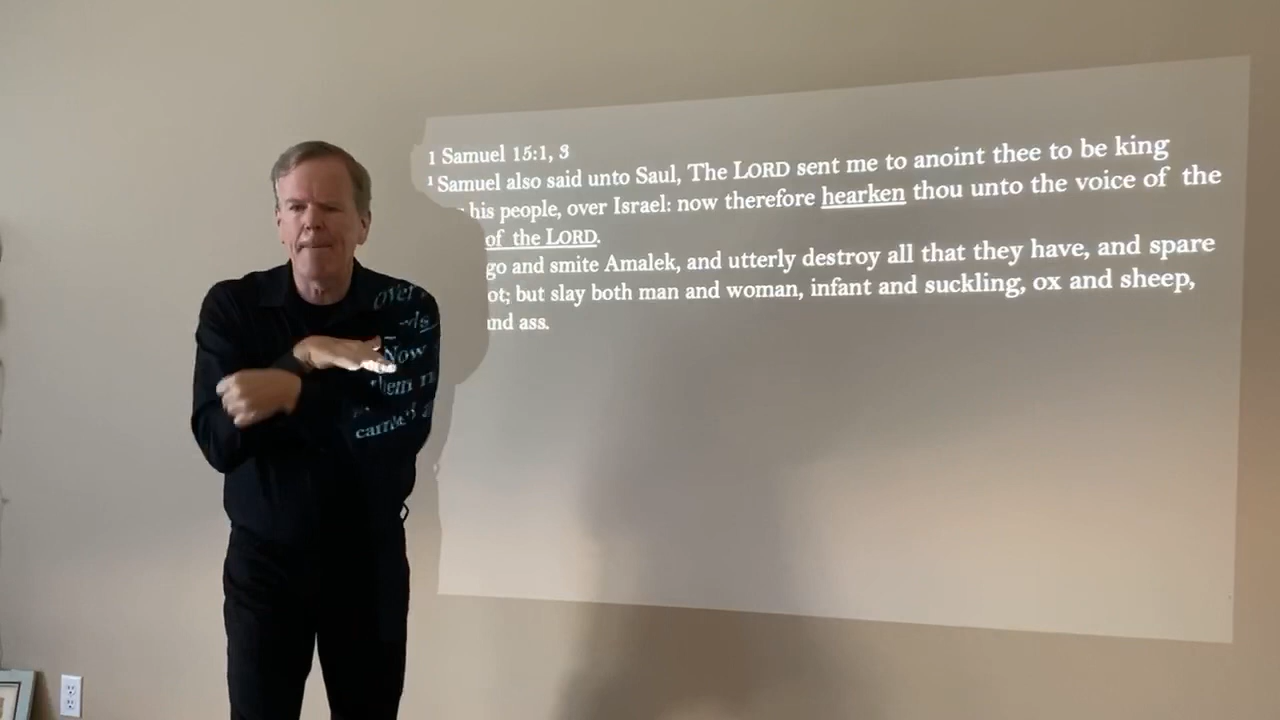 1 Samuel 15:1, 3
¹ Samuel also said unto Saul, The LORD sent me to anoint thee to be king
his people, over Israel: now therefore hearken thou unto the voice of the
of the LORD.
go and smite Amalek, and utterly destroy all that they have, and spare
ot; but slay both man and woman, infant and suckling, ox and sheep,
nd ass.
over
Now
them